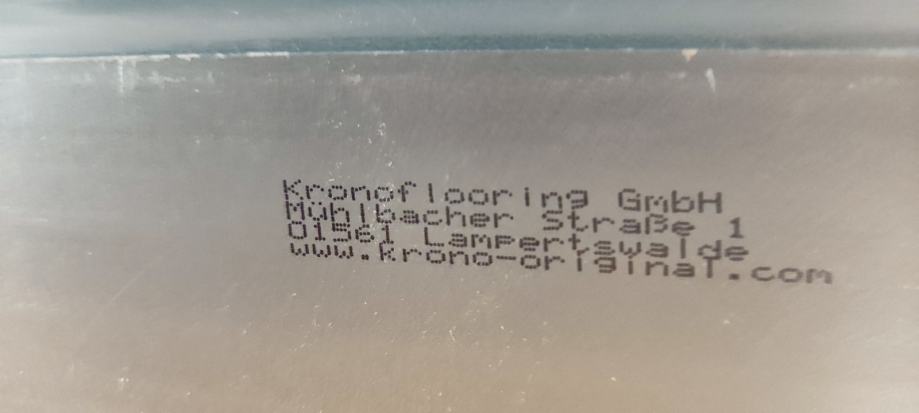 Kronoflooring GmbH
Mühlbacher Straße 1
01561 Lampertswalde
www.krono-original.com